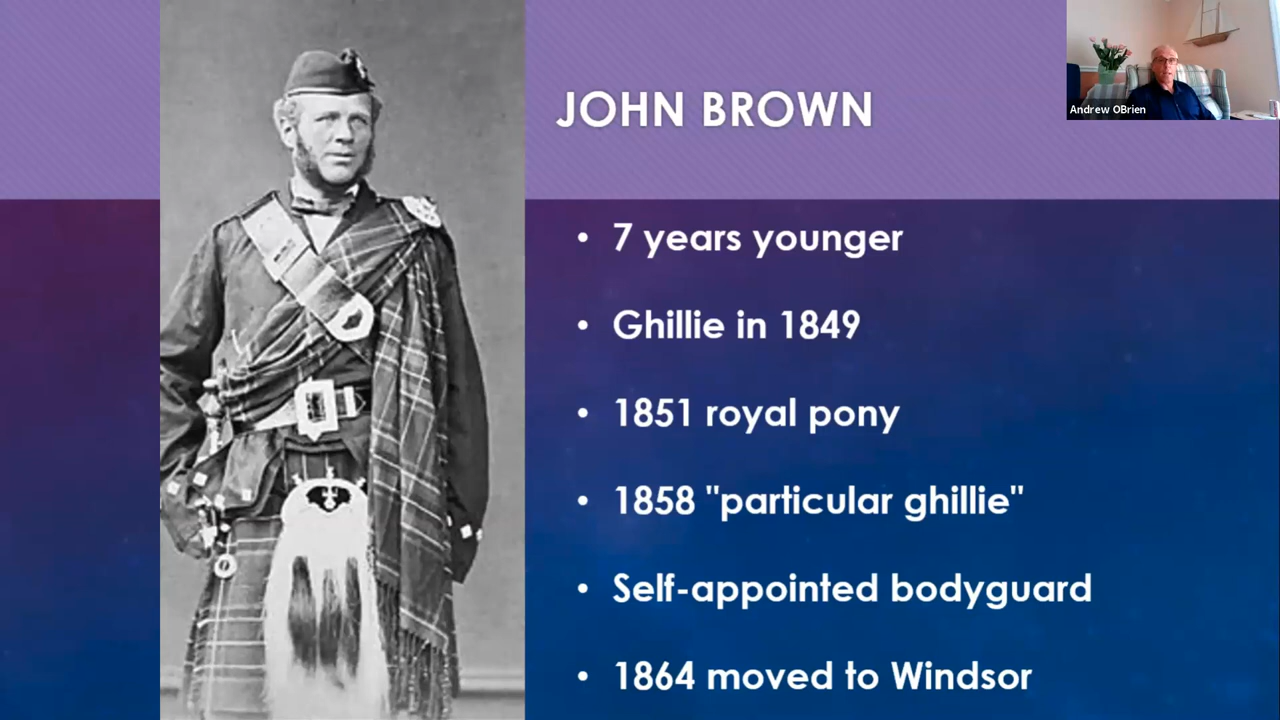 JOHN BROWN
Andrew OBrien
• 7 years younger
• Ghillie in 1849
• 1851 royal pony
• 1858 "particular ghillie"
• Self-appointed bodyguard
• 1864 moved to Windsor